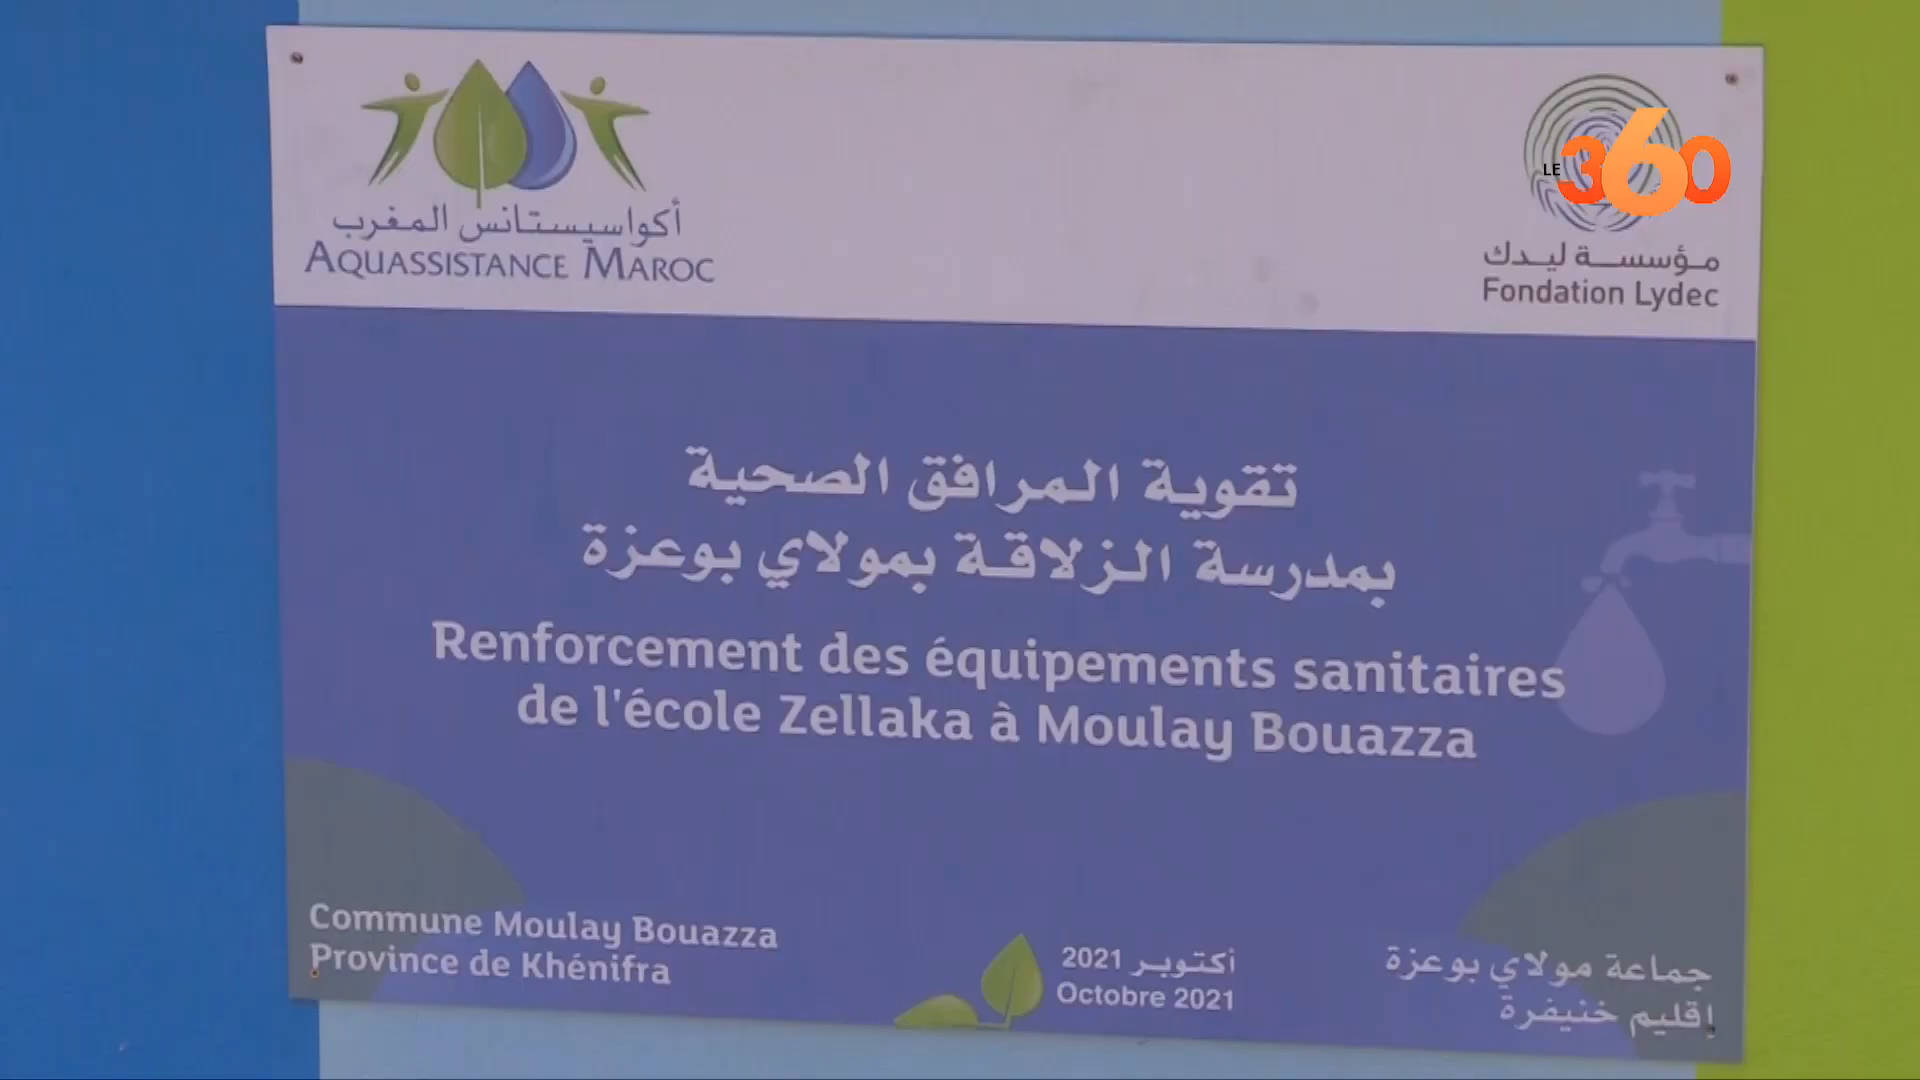 أكواسيستانس المغرب
AQUASSISTANCE MAROC
LE 360
مؤسسة ليدك
Fondation Lydec
تقوية المرافق الصحية
بمدرسة الزلاقة بمولاي بوعزة
Renforcement des équipements sanitaires
de l'école Zellaka à Moulay Bouazza
Commune Moulay Bouazza
Province de Khénifra
أكتوبر 2021
Octobre 2021
جماعة مولاي بوعزة
إقليم خنيفرة